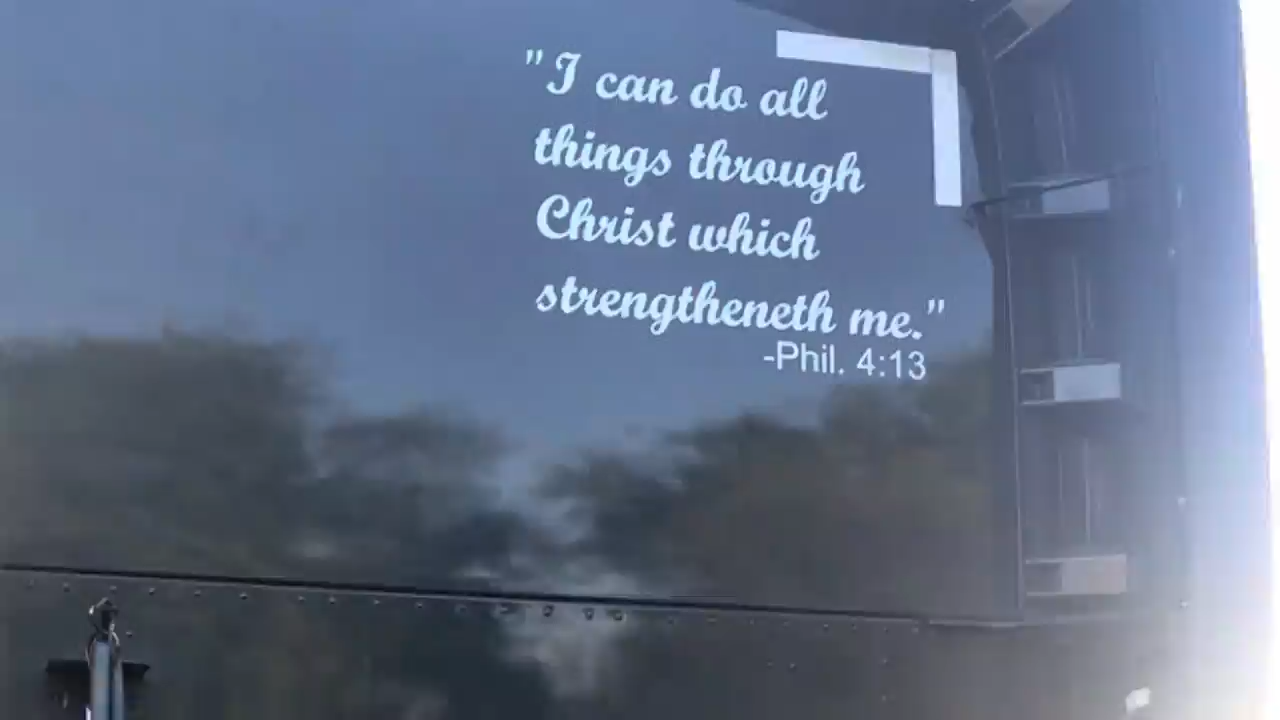 "I can do all
things through
Christ which
strengtheneth me."
-Phil. 4:13